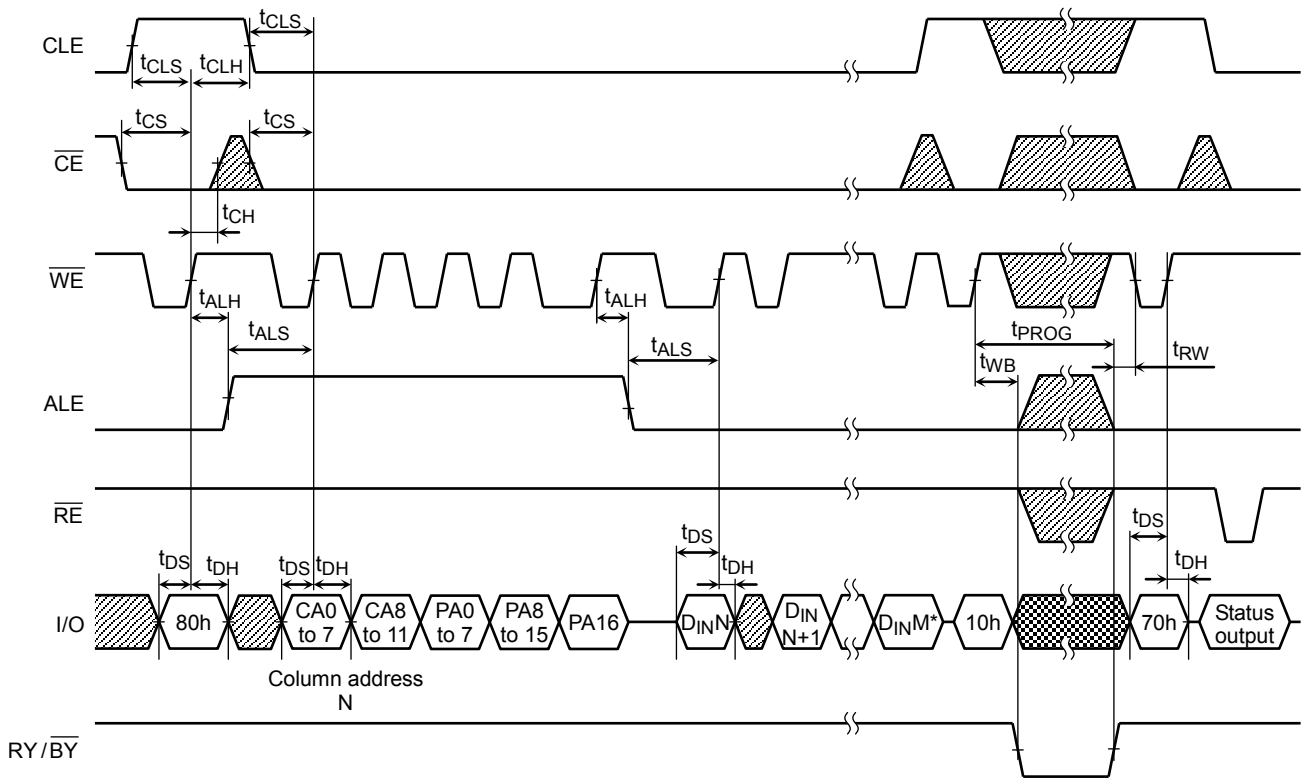 CLE
tCLS
tCLS
tCLH
CE
tCS
tCS
tCH
WE
tALH
tALH
tALS
tALS
tPROG
tWB
tRW
ALE
RE
tDS
tDH
tDS
tDH
tDS
tDH
tDS
tDH
I/O
80h
CA0
to 7
CA8
to 11
PA0
to 7
PA8
to 15
PA16
DINN
DIN
N+1
DINM*
10h
70h
Status
output
Column address
N
RY/BY